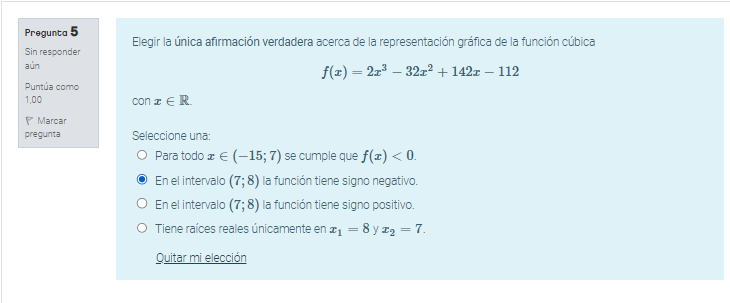 Pregunta 5
Sin responder
aún
Puntúa como
1,00
Marcar
pregunta
Elegir la única afirmación verdadera acerca de la representación gráfica de la función cúbica
f(x) = 2x³ − 32x² + 142x − 112
con x ∈ ℝ.
Seleccione una:
Para todo x ∈ (−15; 7) se cumple que f(x) < 0.
En el intervalo (7; 8) la función tiene signo negativo.
En el intervalo (7; 8) la función tiene signo positivo.
Tiene raíces reales únicamente en x₁ = 8 y x₂ = 7.
Quitar mi elección